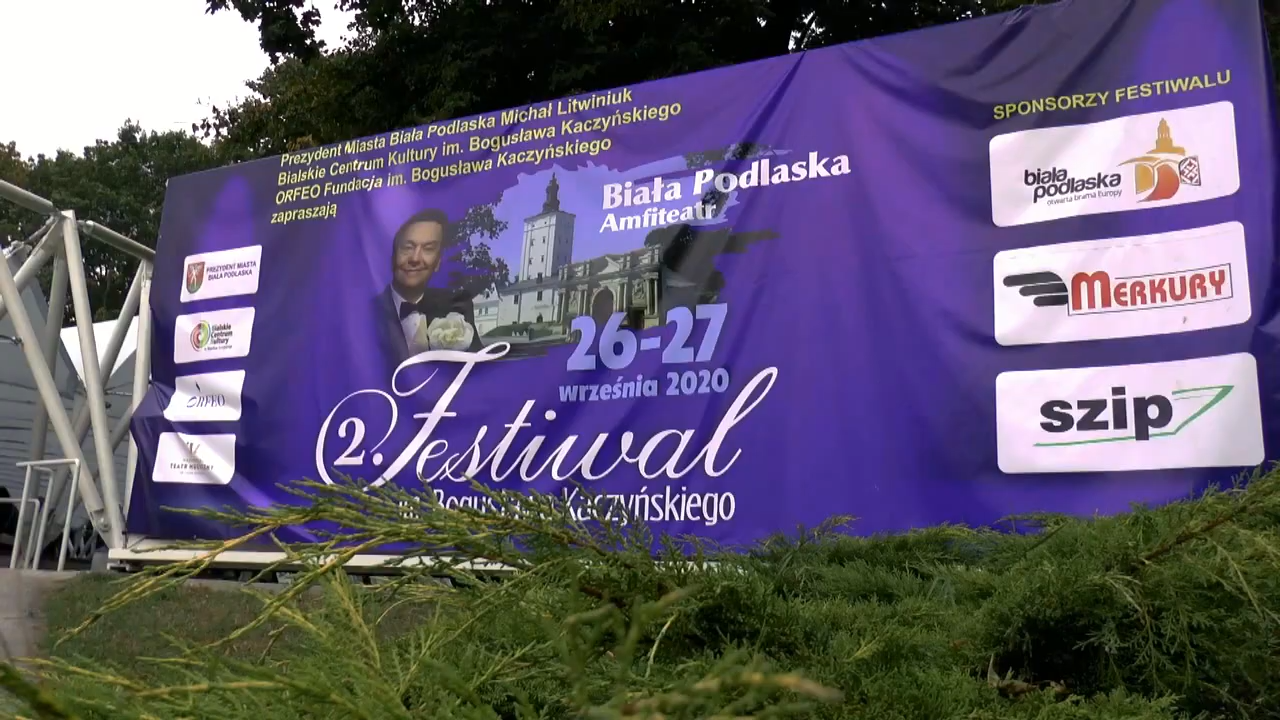 Prezydent Miasta Biała Podlaska Michał Litwiniuk
Bialskie Centrum Kultury im. Bogusława Kaczyńskiego
ORFEO Fundacja im. Bogusława Kaczyńskiego
zapraszają
Biała Podlaska
Amfiteatr
26-27
września 2020
2. Festiwal
im. Bogusława Kaczyńskiego
PREZYDENT MIASTA
BIAŁA PODLASKA
Bialskie
Centrum
Kultury
ORFEO
SPONSORZY FESTIWALU
biała
podlaska
otwarta brama Europy
MERKURY
szip